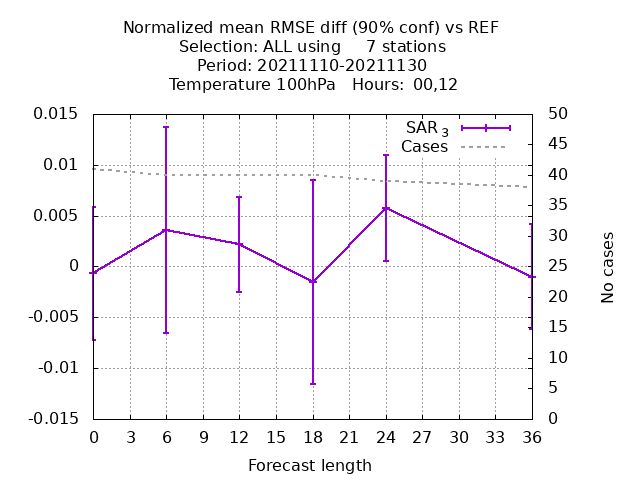 Normalized mean RMSE diff (90% conf) vs REF
Selection: ALL using     7 stations
Period: 20211110-20211130
Temperature 100hPa   Hours:  00,12
0.015
0.01
0.005
0
-0.005
-0.01
-0.015
SAR 3
Cases
50
45
40
35
30
25
20
15
10
5
0
No cases
0 3 6 9 12 15 18 21 24 27 30 33 36
Forecast length